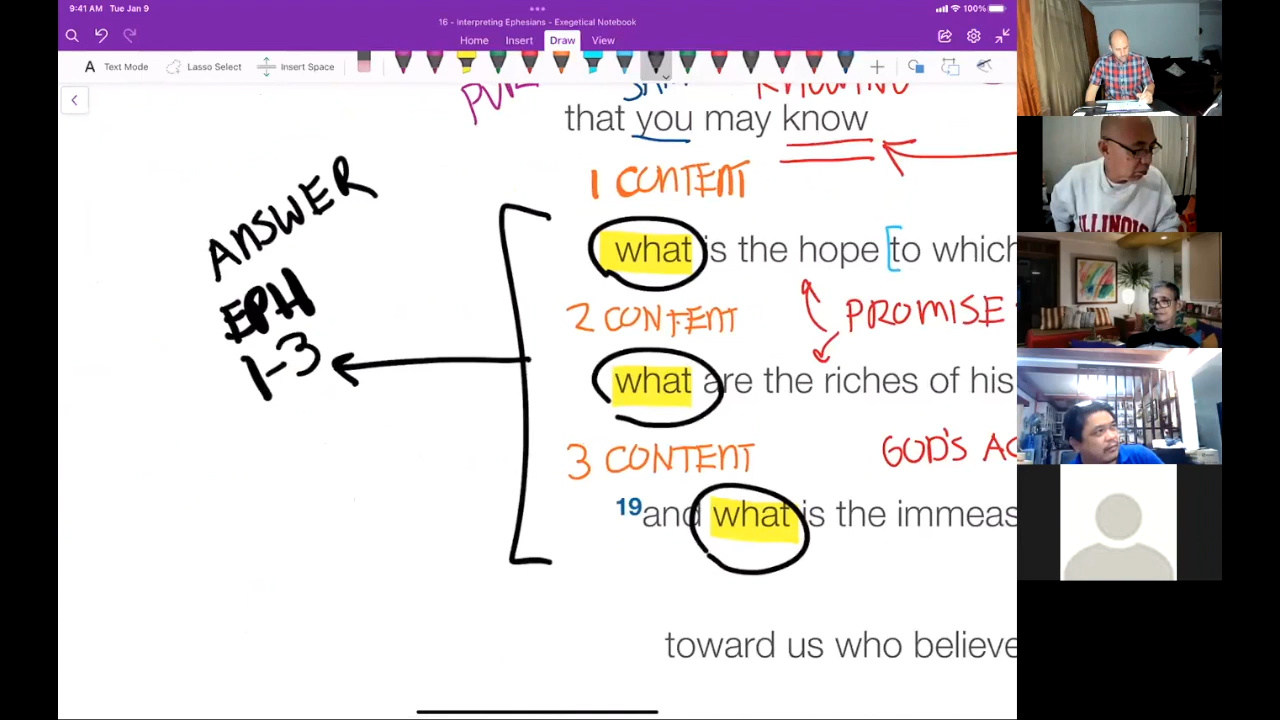 9:41 AM Tue Jan 9
100%
16 - Interpreting Ephesians - Exegetical Notebook
Home Insert Draw View
Text Mode Lasso Select Insert Space
KNOWING
that you may know
1 CONTENT
ANSWER
what is the hope [to which
EPH
2 CONTENT
PROMISE
1-3
what are the riches of his
3 CONTENT
GOD'S
19and what is the immeas
toward us who believe
ILLINOIS